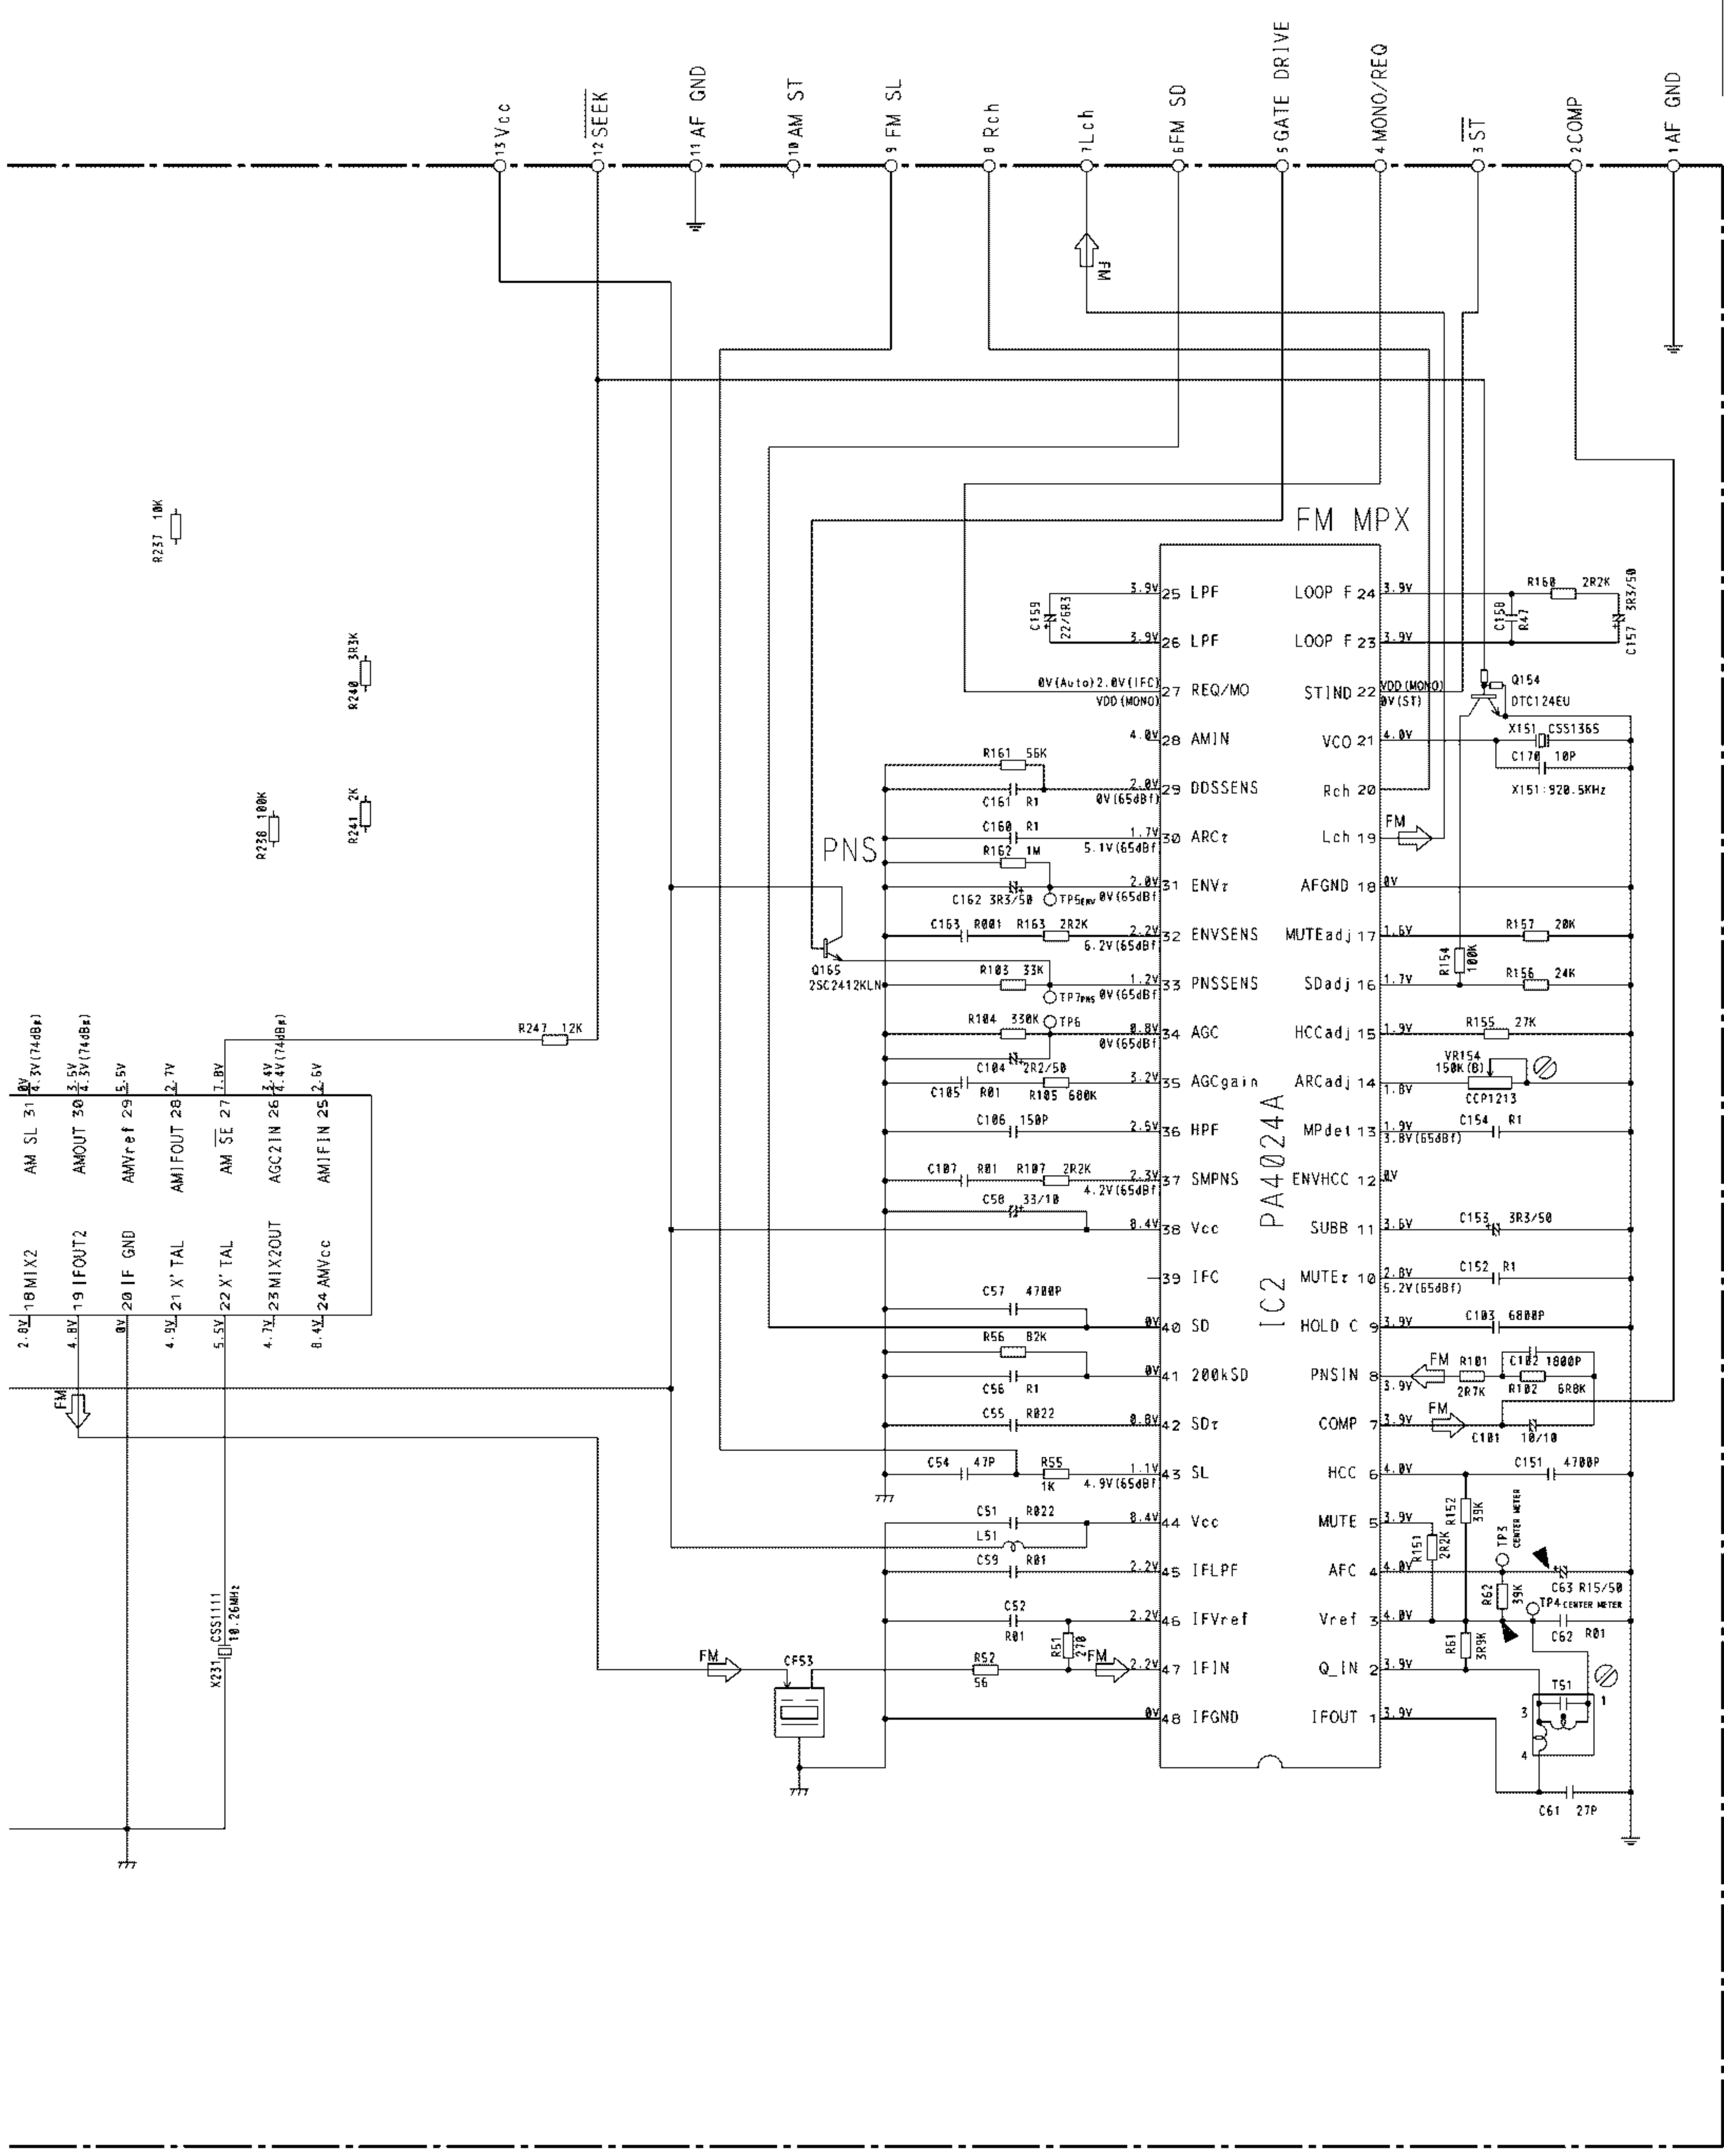 13 Vcc
12 SEEK
11 AF GND
10 AM ST
9 FM SL
8 Rch
7 Lch
6 FM SD
5 GATE DRIVE
4 MONO/REQ
3 ST
2 COMP
1 AF GND
FM
R237 10K
R240 3R3K
R238 100K
R241 2K
R247 12K
FM MPX
PNS
IC2 PA4024A
0V
4.3V(74dBμ)
3.5V
4.3V(74dBμ)
5.5V
2.7V
7.8V
3.4V
4.4V(74dBμ)
2.6V
AM SL 31
AMOUT 30
AMVref 29
AMIFOUT 28
AM SE 27
AGC2IN 26
AMIFIN 25
18 MIX2
19 IFOUT2
20 IF GND
21 X'TAL
22 X'TAL
23 MIX2OUT
24 AMVcc
2.8V
4.8V
0V
4.9V
5.5V
4.7V
8.4V
FM
X231 CSS1111
10.26MHz
C159
22/6R3
3.9V 25 LPF
3.9V 26 LPF
0V(Auto) 2.0V(IFC)
VDD(MONO)
27 REQ/MO
4.0V 28 AMIN
R161 56K
C161 R1
2.0V
0V(65dBf)
29 DDSSENS
C160 R1
1.7V
5.1V(65dBf
30 ARCτ
R162 1M
C162 3R3/50
TP5ENV
2.0V
0V(65dBf
31 ENVτ
C163 R001 R163 2R2K
2.2V
6.2V(65dBf
32 ENVSENS
Q165
2SC2412KLN
R103 33K
TP7PNS
1.2V
0V(65dBf
33 PNSSENS
R104 330K
TP6
0.8V
0V(65dBf
34 AGC
C104 2R2/50
C105 R01 R105 680K
3.2V 35 AGCgain
C106 150P
2.5V 36 HPF
C107 R01 R107 2R2K
2.3V
4.2V(65dBf
37 SMPNS
C58 33/10
8.4V 38 Vcc
39 IFC
C57 4700P
0V 40 SD
R56 82K
0V 41 200kSD
C56 R1
C55 R022
0.8V 42 SDτ
C54 47P
R55
1K
1.1V
4.9V(65dBf
43 SL
C51 R022
8.4V 44 Vcc
L51
C59 R01
2.2V 45 IFLPF
C52
R01
2.2V 46 IFVref
R51
270
FM
CF53
R52
56
FM
2.2V 47 IFIN
0V 48 IFGND
LOOP F 24 3.9V
R160 2R2K
C158
R47
C157 3R3/50
LOOP F 23 3.9V
STIND 22
VDD(MONO)
0V(ST)
Q154
DTC124EU
VCO 21 4.0V
X151 CSS1365
C170 10P
X151:920.5KHz
Rch 20
Lch 19
FM
AFGND 18 0V
MUTEadj 17 1.6V
R157 20K
R154
100K
SDadj 16 1.7V
R156 24K
HCCadj 15 1.9V
R155 27K
VR154
150K(B)
CCP1213
ARCadj 14
1.8V
MPdet 13
1.9V
3.8V(65dBf)
C154 R1
ENVHCC 12 0V
SUBB 11 3.6V
C153 3R3/50
MUTEτ 10
2.8V
5.2V(65dBf)
C152 R1
HOLD C 9 3.9V
C103 6800P
PNSIN 8
3.9V
FM
R101
2R7K
C102 1800P
R102 6R8K
COMP 7 3.9V
FM
C101 10/10
HCC 6 4.0V
C151 4700P
R152
39K
MUTE 5 3.9V
R151
2R2K
TP3
CENTER METER
AFC 4 4.0V
R62
39K
C63 R15/50
TP4 CENTER METER
Vref 3 4.0V
C62 R01
R61
3R9K
Q_IN 2 3.9V
T51
3
1
4
IFOUT 1 3.9V
C61 27P